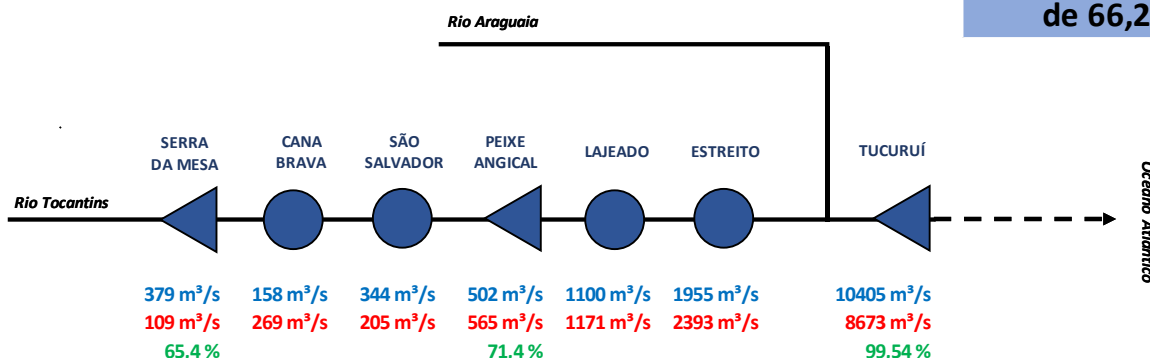 de 66,2
Rio Araguaia
SERRA
DA MESA
CANA
BRAVA
SÃO
SALVADOR
PEIXE
ANGICAL
LAJEADO
ESTREITO
TUCURUÍ
Rio Tocantins
Oceano Atlântico
379 m³/s 158 m³/s 344 m³/s 502 m³/s 1100 m³/s 1955 m³/s 10405 m³/s
109 m³/s 269 m³/s 205 m³/s 565 m³/s 1171 m³/s 2393 m³/s 8673 m³/s
65.4 % 71.4 % 99.54 %